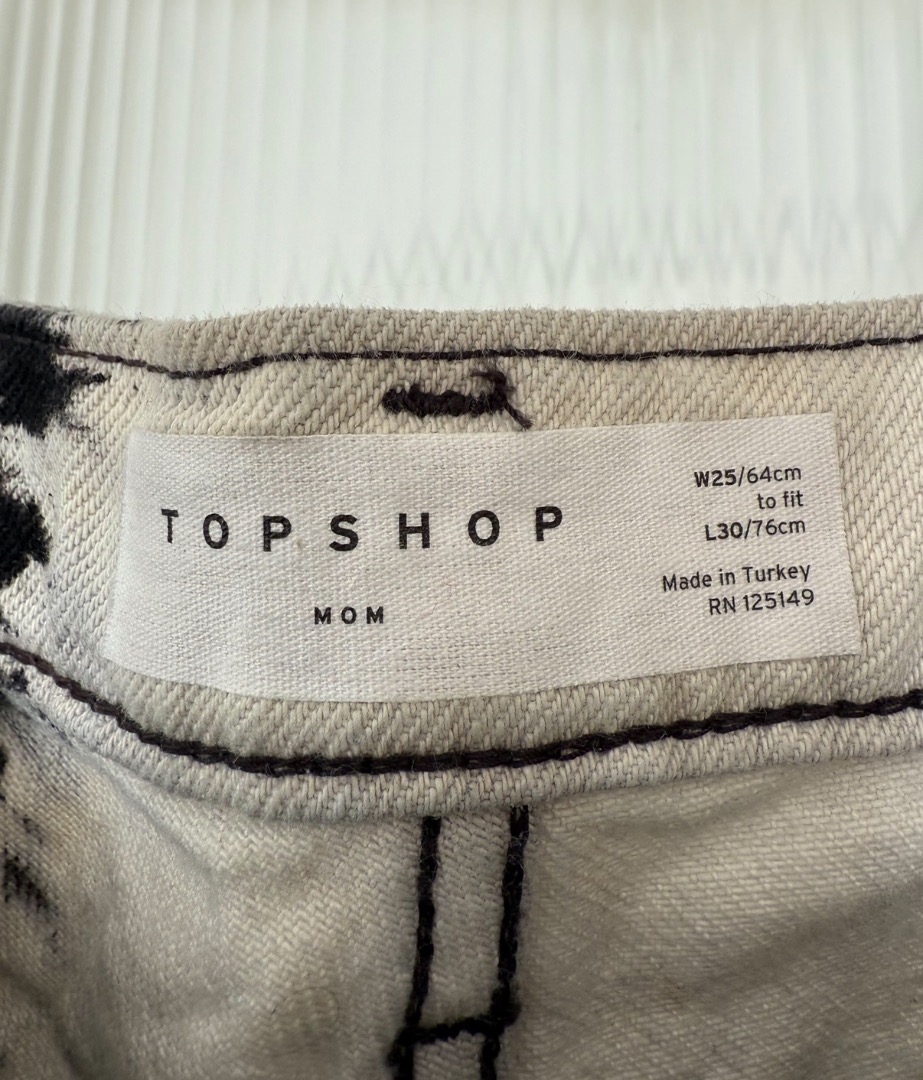 TOPSHOP
MOM
W25/64cm
to fit
L30/76cm
Made in Turkey
RN 125149